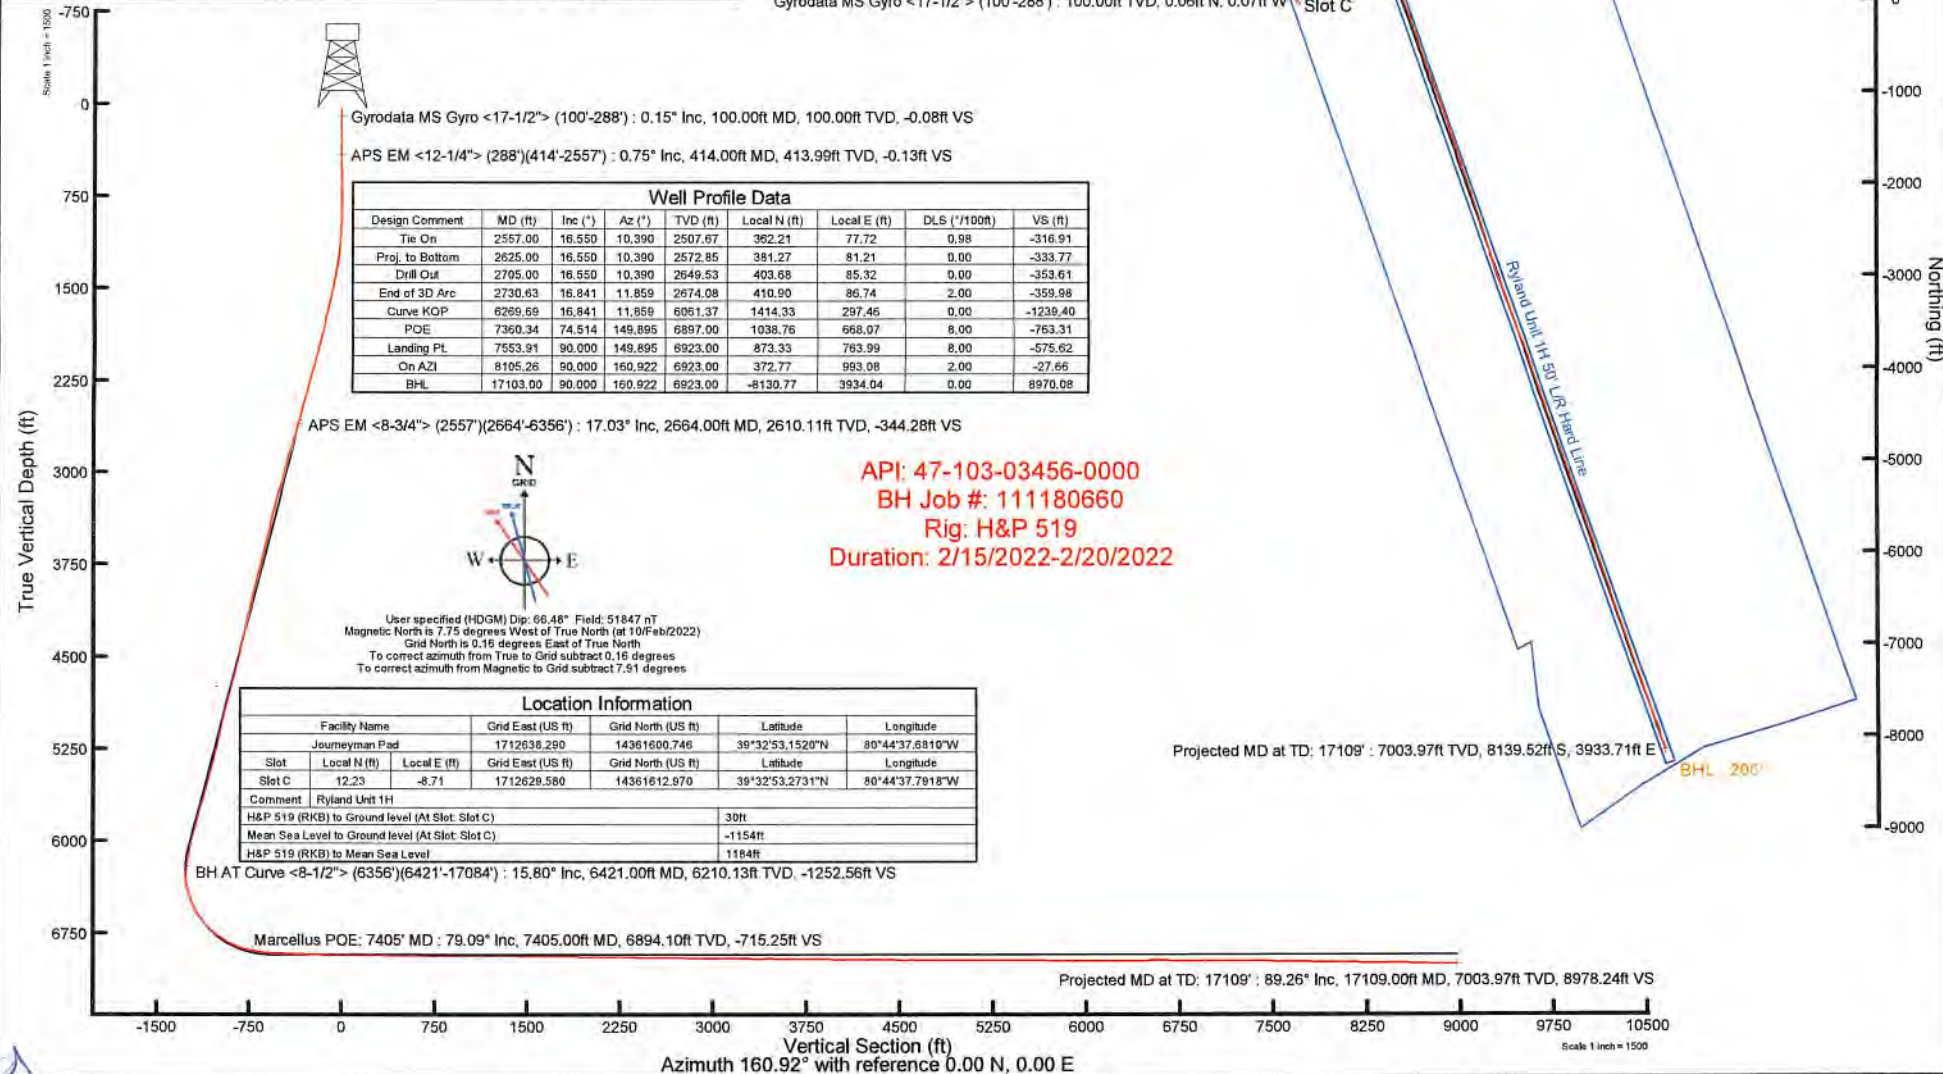 Gyrodata MS Gyro <17-1/2"> (100'-288') : 100.00ft TVD, 0.06ft N, 0.07ft W
Slot C
Scale 1 inch = 1500
-750
0
750
1500
2250
3000
3750
4500
5250
6000
6750
True Vertical Depth (ft)
Gyrodata MS Gyro <17-1/2"> (100'-288') : 0.15° Inc, 100.00ft MD, 100.00ft TVD, -0.08ft VS
APS EM <12-1/4"> (288')(414'-2557') : 0.75° Inc, 414.00ft MD, 413.99ft TVD, -0.13ft VS
Well Profile Data
Design Comment MD (ft) Inc (°) Az (°) TVD (ft) Local N (ft) Local E (ft) DLS (°/100ft) VS (ft)
Tie On 2557.00 16.550 10.390 2507.67 362.21 77.72 0.98 -316.91
Proj. to Bottom 2625.00 16.550 10.390 2572.85 381.27 81.21 0.00 -333.77
Drill Out 2705.00 16.550 10.390 2649.53 403.68 85.32 0.00 -353.61
End of 3D Arc 2730.63 16.841 11.859 2674.08 410.90 86.74 2.00 -359.98
Curve KOP 6269.69 16.841 11.859 6061.37 1414.33 297.46 0.00 -1239.40
POE 7360.34 74.514 149.895 6897.00 1038.76 668.07 8.00 -763.31
Landing Pt. 7553.91 90.000 149.895 6923.00 873.33 763.99 8.00 -575.62
On AZI 8105.26 90.000 160.922 6923.00 372.77 993.08 2.00 -27.66
BHL 17103.00 90.000 160.922 6923.00 -8130.77 3934.04 0.00 8970.08
APS EM <8-3/4"> (2557')(2664'-6356') : 17.03° Inc, 2664.00ft MD, 2610.11ft TVD, -344.28ft VS
N
GRID
TRUE
W
E
User specified (HDGM) Dip: 66.48° Field: 51847 nT
Magnetic North is 7.75 degrees West of True North (at 10/Feb/2022)
Grid North is 0.16 degrees East of True North
To correct azimuth from True to Grid subtract 0.16 degrees
To correct azimuth from Magnetic to Grid subtract 7.91 degrees
API: 47-103-03456-0000
BH Job #: 111180660
Rig: H&P 519
Duration: 2/15/2022-2/20/2022
Location Information
Facility Name Grid East (US ft) Grid North (US ft) Latitude Longitude
Journeyman Pad 1712638.290 14361600.746 39°32'53.1520"N 80°44'37.6810"W
Slot Local N (ft) Local E (ft) Grid East (US ft) Grid North (US ft) Latitude Longitude
Slot C 12.23 -8.71 1712629.580 14361612.970 39°32'53.2731"N 80°44'37.7918"W
Comment Ryland Unit 1H
H&P 519 (RKB) to Ground level (At Slot: Slot C) 30ft
Mean Sea Level to Ground level (At Slot: Slot C) -1154ft
H&P 519 (RKB) to Mean Sea Level 1184ft
BH AT Curve <8-1/2"> (6356')(6421'-17084') : 15.80° Inc, 6421.00ft MD, 6210.13ft TVD, -1252.56ft VS
Marcellus POE: 7405' MD : 79.09° Inc, 7405.00ft MD, 6894.10ft TVD, -715.25ft VS
Projected MD at TD: 17109' : 89.26° Inc, 17109.00ft MD, 7003.97ft TVD, 8978.24ft VS
-1500 -750 0 750 1500 2250 3000 3750 4500 5250 6000 6750 7500 8250 9000 9750 10500
Vertical Section (ft)
Azimuth 160.92° with reference 0.00 N, 0.00 E
Scale 1 inch = 1500
Ryland Unit 1H 50' L/R Hard Line
Projected MD at TD: 17109' : 7003.97ft TVD, 8139.52ft S, 3933.71ft E
BHL 206'
0
-1000
-2000
-3000
-4000
-5000
-6000
-7000
-8000
-9000
Northing (ft)